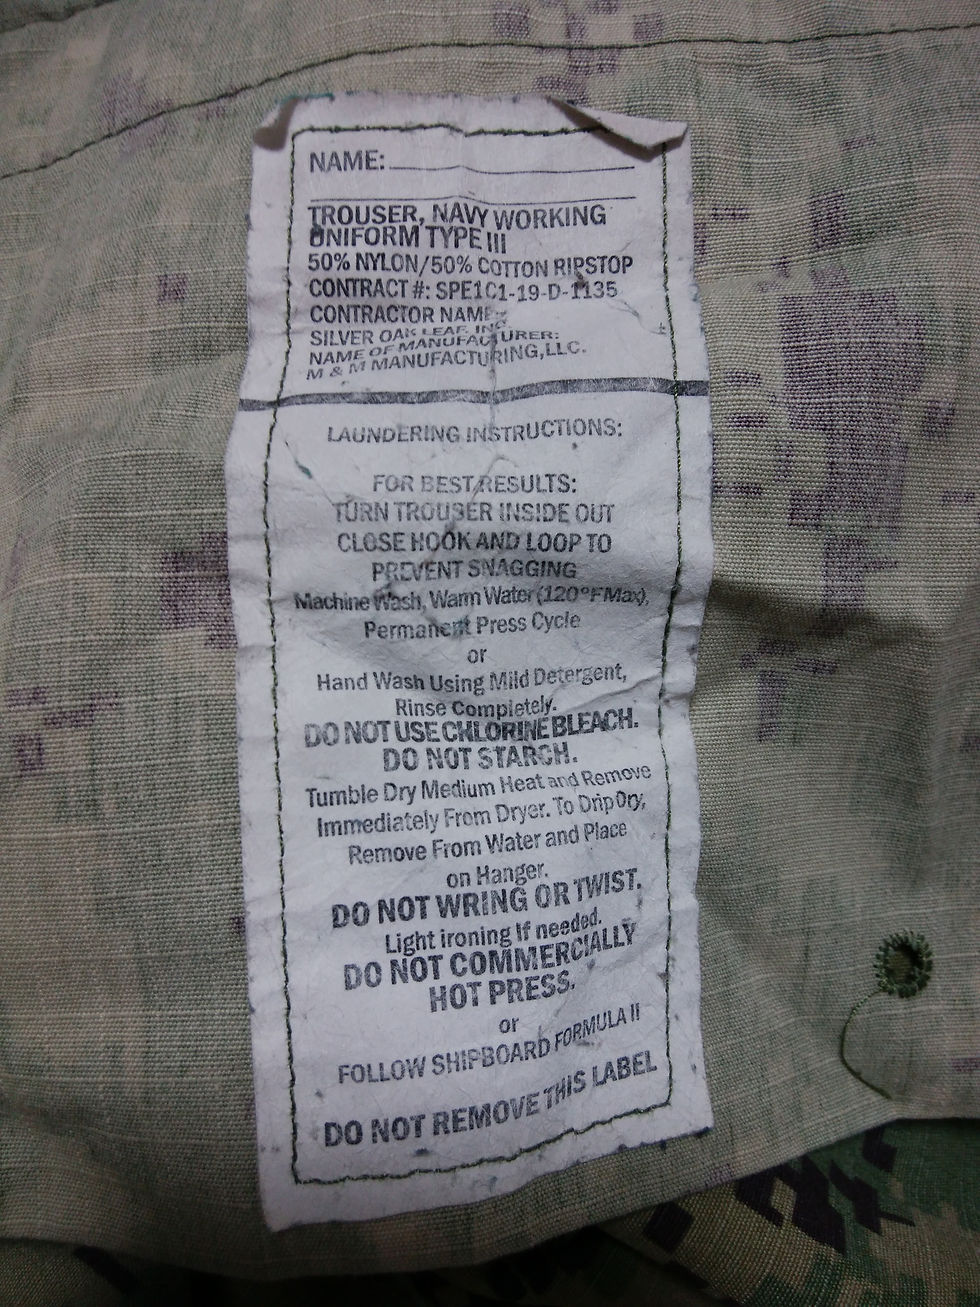 NAME:
TROUSER, NAVY WORKING
UNIFORM TYPE III
50% NYLON/50% COTTON RIPSTOP
CONTRACT #: SPE1C1-19-D-1135
CONTRACTOR NAME:
SILVER OAK LEAF, INC
NAME OF MANUFACTURER:
M & M MANUFACTURING,LLC.
LAUNDERING INSTRUCTIONS:
FOR BEST RESULTS:
TURN TROUSER INSIDE OUT
CLOSE HOOK AND LOOP TO
PREVENT SNAGGING
Machine Wash, Warm Water (120°F Max),
Permanent Press Cycle
or
Hand Wash Using Mild Detergent,
Rinse Completely.
DO NOT USE CHLORINE BLEACH.
DO NOT STARCH.
Tumble Dry Medium Heat and Remove
Immediately From Dryer. To Drip Dry,
Remove From Water and Place
on Hanger.
DO NOT WRING OR TWIST.
Light ironing If needed.
DO NOT COMMERCIALLY
HOT PRESS.
or
FOLLOW SHIPBOARD FORMULA II
DO NOT REMOVE THIS LABEL